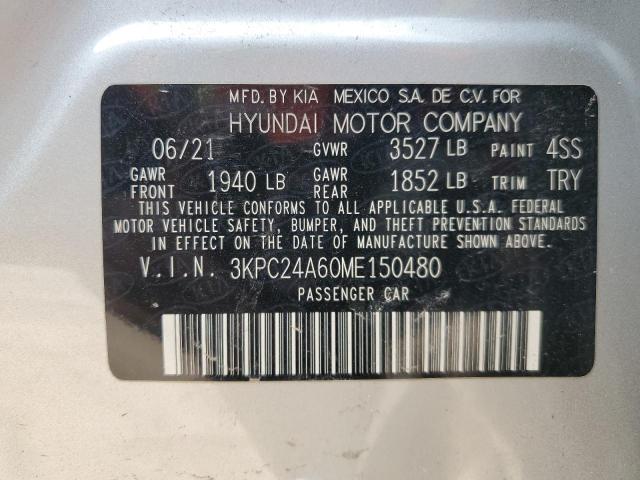 MFD. BY KIA MEXICO S.A. DE C.V. FOR
HYUNDAI MOTOR COMPANY
06/21 GVWR 3527 LB PAINT 4SS
GAWR FRONT 1940 LB GAWR REAR 1852 LB TRIM TRY
THIS VEHICLE CONFORMS TO ALL APPLICABLE U.S.A. FEDERAL
MOTOR VEHICLE SAFETY, BUMPER, AND THEFT PREVENTION STANDARDS
IN EFFECT ON THE DATE OF MANUFACTURE SHOWN ABOVE.
V.I.N. 3KPC24A60ME150480
PASSENGER CAR